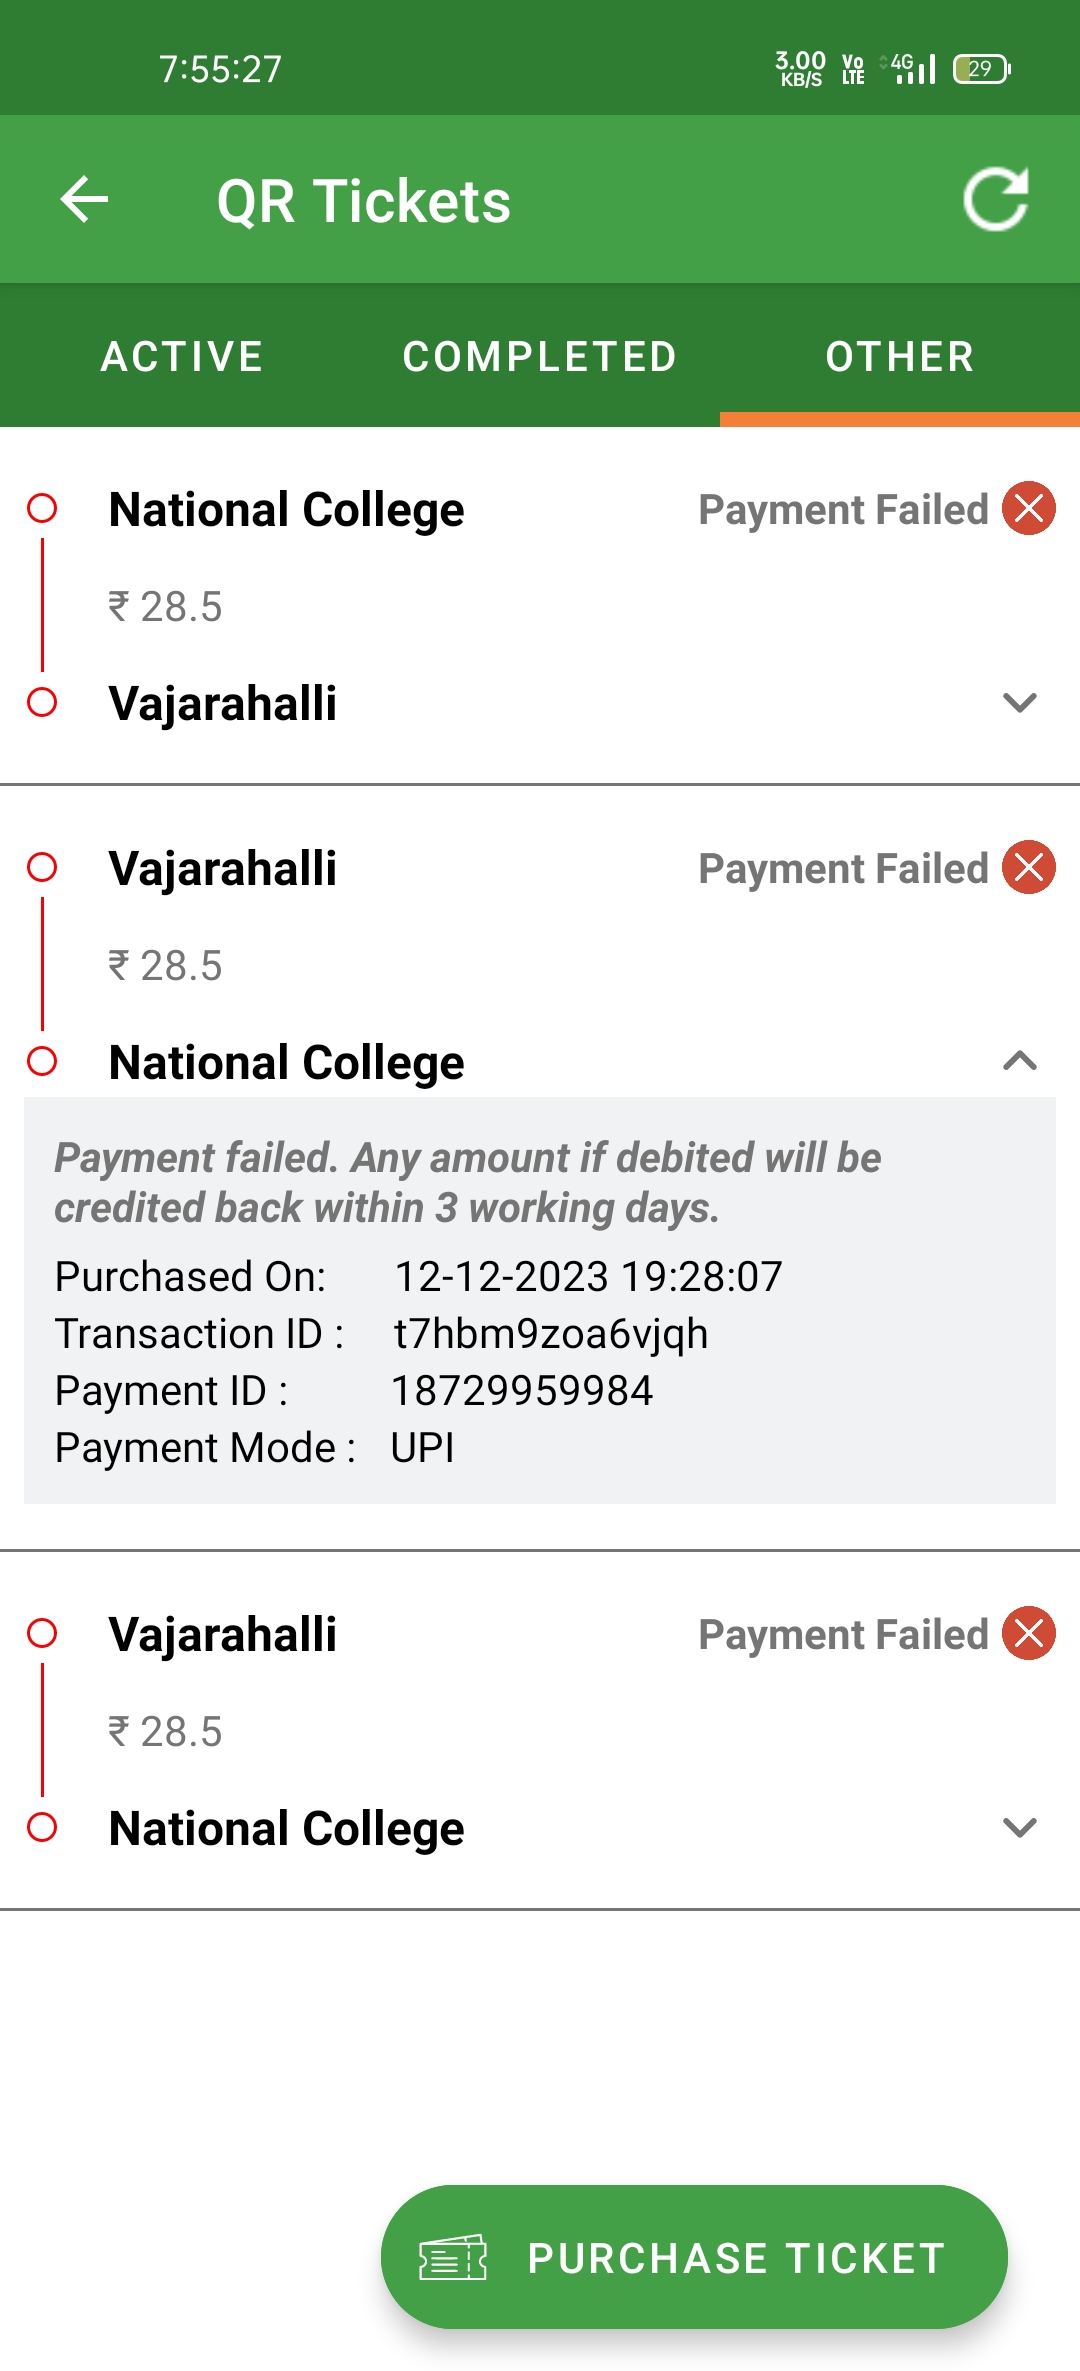 7:55:27
3.00 KB/S Vo LTE 4G 29
QR Tickets
ACTIVE COMPLETED OTHER
National College Payment Failed
₹ 28.5
Vajarahalli
Vajarahalli Payment Failed
₹ 28.5
National College
Payment failed. Any amount if debited will be
credited back within 3 working days.
Purchased On: 12-12-2023 19:28:07
Transaction ID : t7hbm9zoa6vjqh
Payment ID : 18729959984
Payment Mode : UPI
Vajarahalli Payment Failed
₹ 28.5
National College
PURCHASE TICKET